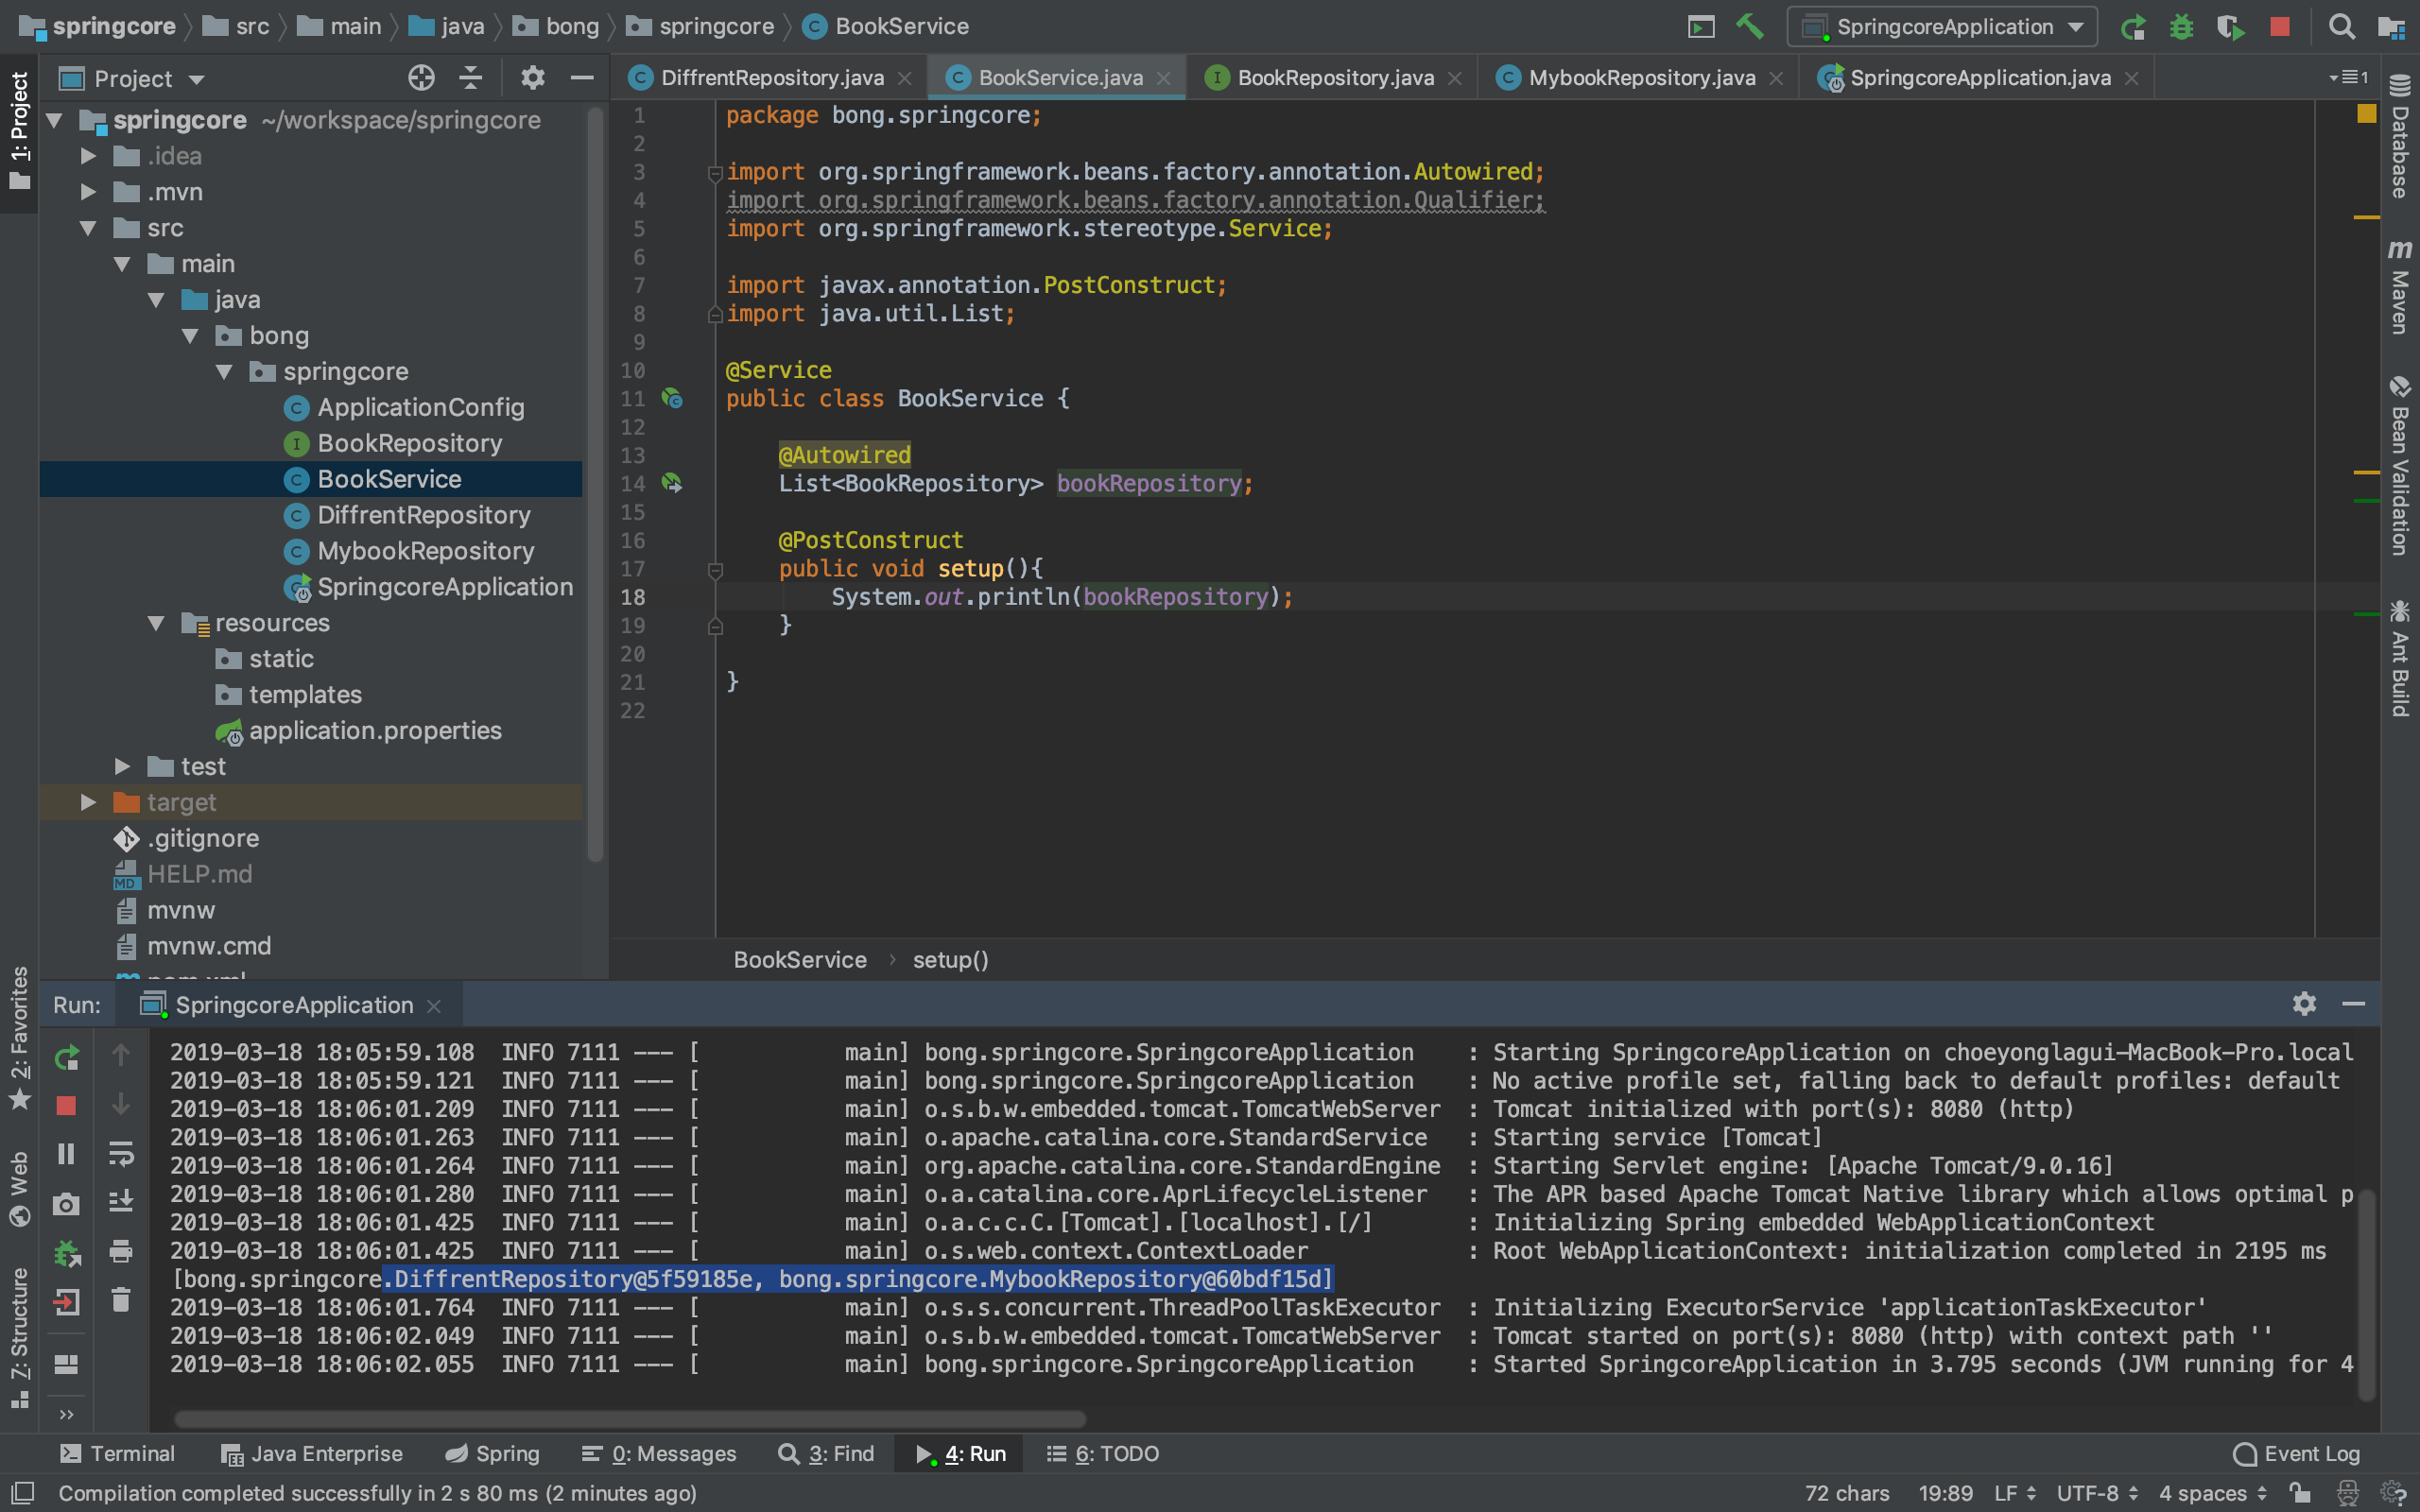 springcore src main java bong springcore BookService
SpringcoreApplication
1: Project
Project
DiffrentRepository.java BookService.java BookRepository.java MybookRepository.java SpringcoreApplication.java
1
springcore ~/workspace/springcore
.idea
.mvn
src
main
java
bong
springcore
ApplicationConfig
BookRepository
BookService
DiffrentRepository
MybookRepository
SpringcoreApplication
resources
static
templates
application.properties
test
target
.gitignore
HELP.md
mvnw
mvnw.cmd
1 package bong.springcore;
2
3 import org.springframework.beans.factory.annotation.Autowired;
4 import org.springframework.beans.factory.annotation.Qualifier;
5 import org.springframework.stereotype.Service;
6
7 import javax.annotation.PostConstruct;
8 import java.util.List;
9
10 @Service
11 public class BookService {
12
13 @Autowired
14 List<BookRepository> bookRepository;
15
16 @PostConstruct
17 public void setup(){
18 System.out.println(bookRepository);
19 }
20
21 }
22
BookService setup()
Database
Maven
Bean Validation
Ant Build
2: Favorites
Web
7: Structure
Run: SpringcoreApplication
2019-03-18 18:05:59.108 INFO 7111 --- [ main] bong.springcore.SpringcoreApplication : Starting SpringcoreApplication on choeyonglagui-MacBook-Pro.local
2019-03-18 18:05:59.121 INFO 7111 --- [ main] bong.springcore.SpringcoreApplication : No active profile set, falling back to default profiles: default
2019-03-18 18:06:01.209 INFO 7111 --- [ main] o.s.b.w.embedded.tomcat.TomcatWebServer : Tomcat initialized with port(s): 8080 (http)
2019-03-18 18:06:01.263 INFO 7111 --- [ main] o.apache.catalina.core.StandardService : Starting service [Tomcat]
2019-03-18 18:06:01.264 INFO 7111 --- [ main] org.apache.catalina.core.StandardEngine : Starting Servlet engine: [Apache Tomcat/9.0.16]
2019-03-18 18:06:01.280 INFO 7111 --- [ main] o.a.catalina.core.AprLifecycleListener : The APR based Apache Tomcat Native library which allows optimal p
2019-03-18 18:06:01.425 INFO 7111 --- [ main] o.a.c.c.C.[Tomcat].[localhost].[/] : Initializing Spring embedded WebApplicationContext
2019-03-18 18:06:01.425 INFO 7111 --- [ main] o.s.web.context.ContextLoader : Root WebApplicationContext: initialization completed in 2195 ms
[bong.springcore.DiffrentRepository@5f59185e, bong.springcore.MybookRepository@60bdf15d]
2019-03-18 18:06:01.764 INFO 7111 --- [ main] o.s.s.concurrent.ThreadPoolTaskExecutor : Initializing ExecutorService 'applicationTaskExecutor'
2019-03-18 18:06:02.049 INFO 7111 --- [ main] o.s.b.w.embedded.tomcat.TomcatWebServer : Tomcat started on port(s): 8080 (http) with context path ''
2019-03-18 18:06:02.055 INFO 7111 --- [ main] bong.springcore.SpringcoreApplication : Started SpringcoreApplication in 3.795 seconds (JVM running for 4
Terminal Java Enterprise Spring 0: Messages 3: Find 4: Run 6: TODO Event Log
Compilation completed successfully in 2 s 80 ms (2 minutes ago) 72 chars 19:89 LF UTF-8 4 spaces